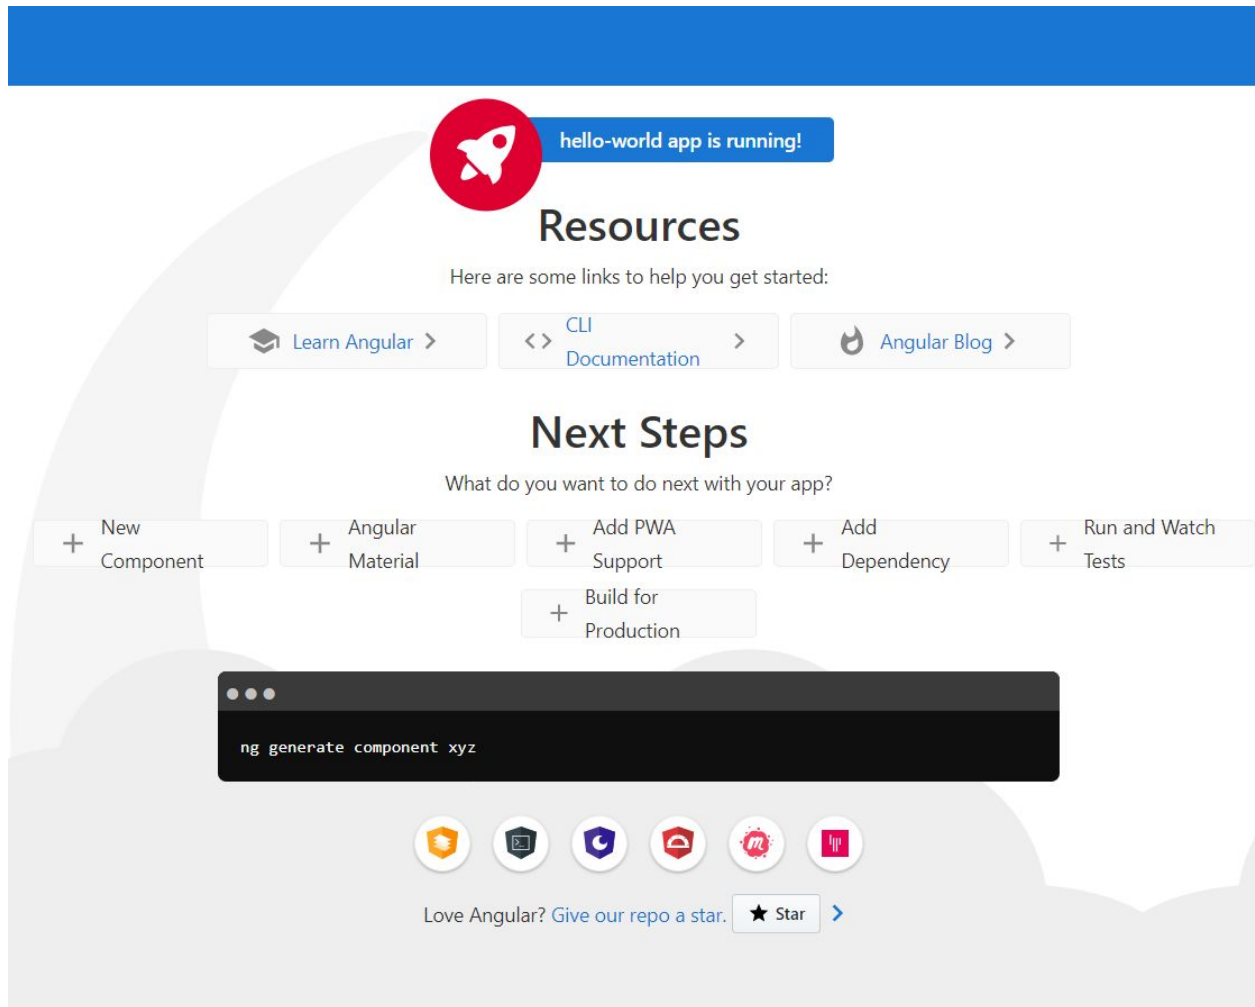 hello-world app is running!
Resources
Here are some links to help you get started:
Learn Angular
CLI
Documentation
Angular Blog
Next Steps
What do you want to do next with your app?
New
Component
Angular
Material
Add PWA
Support
Add
Dependency
Run and Watch
Tests
Build for
Production
ng generate component xyz
Love Angular? Give our repo a star. Star